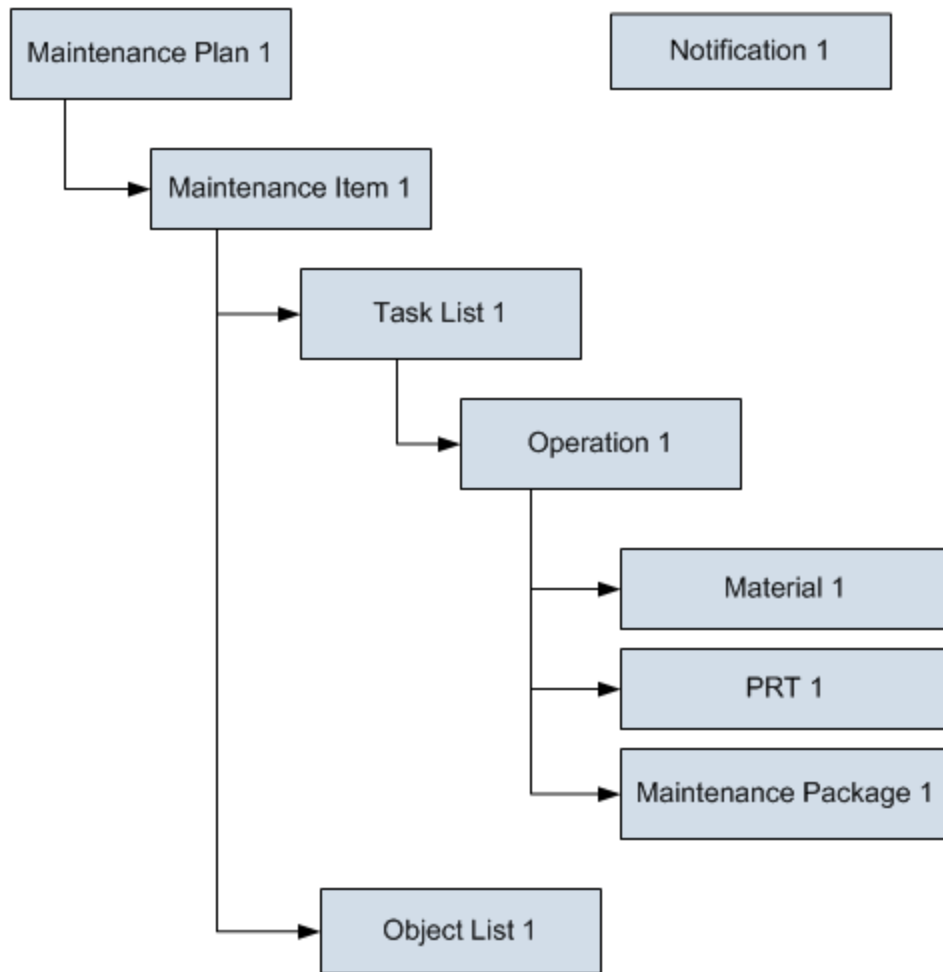 Maintenance Plan 1
Notification 1
Maintenance Item 1
Task List 1
Operation 1
Material 1
PRT 1
Maintenance Package 1
Object List 1